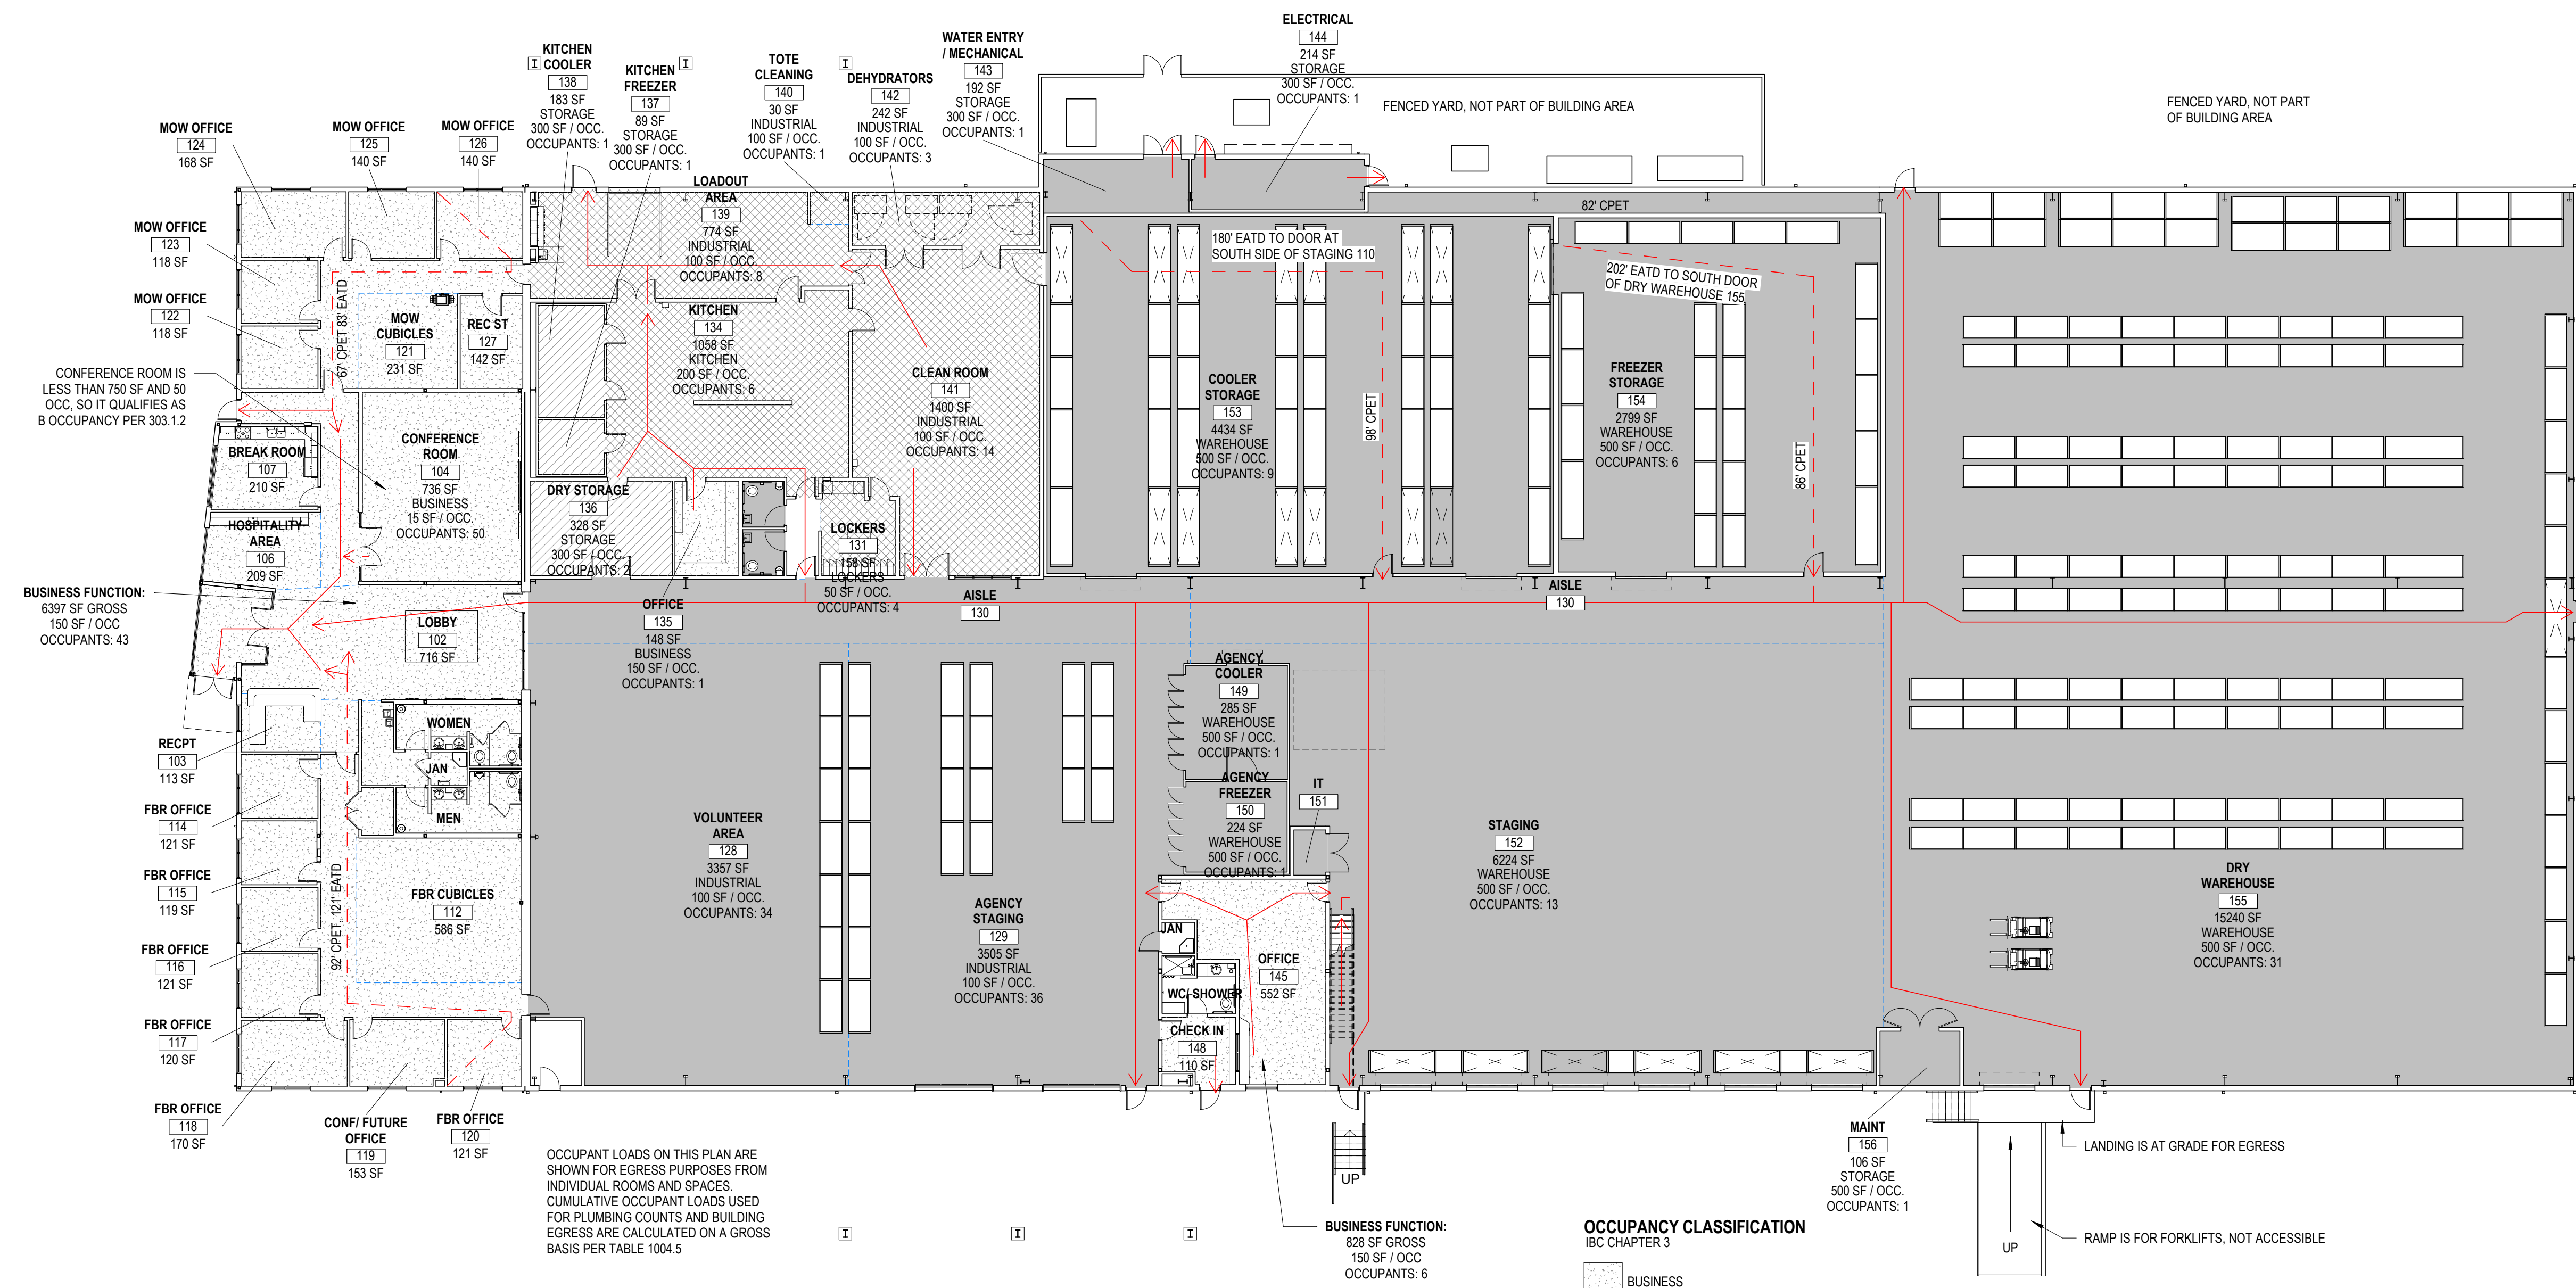 ELECTRICAL
144
214 SF
STORAGE
300 SF / OCC.
OCCUPANTS: 1
WATER ENTRY
/ MECHANICAL
143
192 SF
STORAGE
300 SF / OCC.
OCCUPANTS: 1
KITCHEN
COOLER
138
183 SF
STORAGE
300 SF / OCC.
OCCUPANTS: 1
KITCHEN
FREEZER
137
89 SF
STORAGE
300 SF / OCC.
OCCUPANTS: 1
TOTE
CLEANING
140
30 SF
INDUSTRIAL
100 SF / OCC.
OCCUPANTS: 1
DEHYDRATORS
142
242 SF
INDUSTRIAL
100 SF / OCC.
OCCUPANTS: 3
FENCED YARD, NOT PART OF BUILDING AREA
FENCED YARD, NOT PART
OF BUILDING AREA
MOW OFFICE
124
168 SF
MOW OFFICE
125
140 SF
MOW OFFICE
126
140 SF
LOADOUT
AREA
139
774 SF
INDUSTRIAL
100 SF / OCC.
OCCUPANTS: 8
82' CPET
MOW OFFICE
123
118 SF
MOW OFFICE
122
118 SF
67' CPET 83' EATD
MOW
CUBICLES
121
231 SF
REC ST
127
142 SF
KITCHEN
134
1058 SF
KITCHEN
200 SF / OCC.
OCCUPANTS: 6
CLEAN ROOM
141
1400 SF
INDUSTRIAL
100 SF / OCC.
OCCUPANTS: 14
180' EATD TO DOOR AT
SOUTH SIDE OF STAGING 110
202' EATD TO SOUTH DOOR
OF DRY WAREHOUSE 155
COOLER
STORAGE
153
4434 SF
WAREHOUSE
500 SF / OCC.
OCCUPANTS: 9
98' CPET
FREEZER
STORAGE
154
2799 SF
WAREHOUSE
500 SF / OCC.
OCCUPANTS: 6
86' CPET
CONFERENCE ROOM IS
LESS THAN 750 SF AND 50
OCC, SO IT QUALIFIES AS
B OCCUPANCY PER 303.1.2
BREAK ROOM
107
210 SF
CONFERENCE
ROOM
104
736 SF
BUSINESS
15 SF / OCC.
OCCUPANTS: 50
HOSPITALITY
AREA
106
209 SF
DRY STORAGE
136
328 SF
STORAGE
300 SF / OCC.
OCCUPANTS: 2
LOCKERS
131
158 SF
LOCKERS
50 SF / OCC.
OCCUPANTS: 4
BUSINESS FUNCTION:
6397 SF GROSS
150 SF / OCC
OCCUPANTS: 43
LOBBY
102
716 SF
OFFICE
135
148 SF
BUSINESS
150 SF / OCC.
OCCUPANTS: 1
AISLE
130
AISLE
130
RECPT
103
113 SF
WOMEN
JAN
MEN
AGENCY
COOLER
149
285 SF
WAREHOUSE
500 SF / OCC.
OCCUPANTS: 1
AGENCY
FREEZER
150
224 SF
WAREHOUSE
500 SF / OCC.
OCCUPANTS: 1
IT
151
FBR OFFICE
114
121 SF
FBR OFFICE
115
119 SF
FBR OFFICE
116
121 SF
FBR OFFICE
117
120 SF
FBR OFFICE
118
170 SF
92' CPET, 121' EATD
FBR CUBICLES
112
586 SF
VOLUNTEER
AREA
128
3357 SF
INDUSTRIAL
100 SF / OCC.
OCCUPANTS: 34
AGENCY
STAGING
129
3505 SF
INDUSTRIAL
100 SF / OCC.
OCCUPANTS: 36
STAGING
152
6224 SF
WAREHOUSE
500 SF / OCC.
OCCUPANTS: 13
DRY
WAREHOUSE
155
15240 SF
WAREHOUSE
500 SF / OCC.
OCCUPANTS: 31
JAN
OFFICE
145
552 SF
WC/ SHOWER
CHECK IN
148
110 SF
CONF/ FUTURE
OFFICE
119
153 SF
FBR OFFICE
120
121 SF
OCCUPANT LOADS ON THIS PLAN ARE
SHOWN FOR EGRESS PURPOSES FROM
INDIVIDUAL ROOMS AND SPACES.
CUMULATIVE OCCUPANT LOADS USED
FOR PLUMBING COUNTS AND BUILDING
EGRESS ARE CALCULATED ON A GROSS
BASIS PER TABLE 1004.5
UP
BUSINESS FUNCTION:
828 SF GROSS
150 SF / OCC
OCCUPANTS: 6
MAINT
156
106 SF
STORAGE
500 SF / OCC.
OCCUPANTS: 1
LANDING IS AT GRADE FOR EGRESS
RAMP IS FOR FORKLIFTS, NOT ACCESSIBLE
UP
OCCUPANCY CLASSIFICATION
IBC CHAPTER 3
BUSINESS